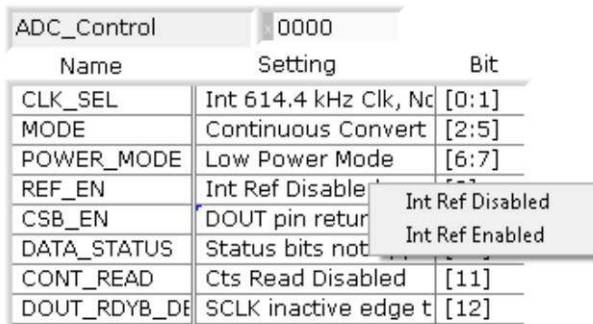 ADC_Control x 0000
Name Setting Bit
CLK_SEL Int 614.4 kHz Clk, Nc [0:1]
MODE Continuous Convert [2:5]
POWER_MODE Low Power Mode [6:7]
REF_EN Int Ref Disable
Int Ref Disabled
CSB_EN DOUT pin retur
Int Ref Enabled
DATA_STATUS Status bits not
CONT_READ Cts Read Disabled [11]
DOUT_RDYB_DE SCLK inactive edge t [12]